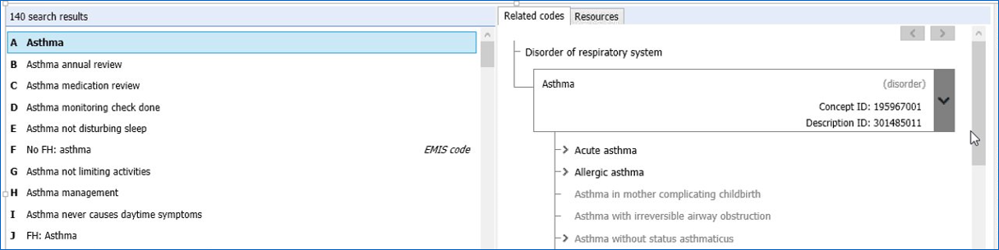 140 search results
A Asthma
B Asthma annual review
C Asthma medication review
D Asthma monitoring check done
E Asthma not disturbing sleep
F No FH: asthma EMIS code
G Asthma not limiting activities
H Asthma management
I Asthma never causes daytime symptoms
J FH: Asthma
Related codes Resources
Disorder of respiratory system
Asthma (disorder)
Concept ID: 195967001
Description ID: 301485011
Acute asthma
Allergic asthma
Asthma in mother complicating childbirth
Asthma with irreversible airway obstruction
Asthma without status asthmaticus